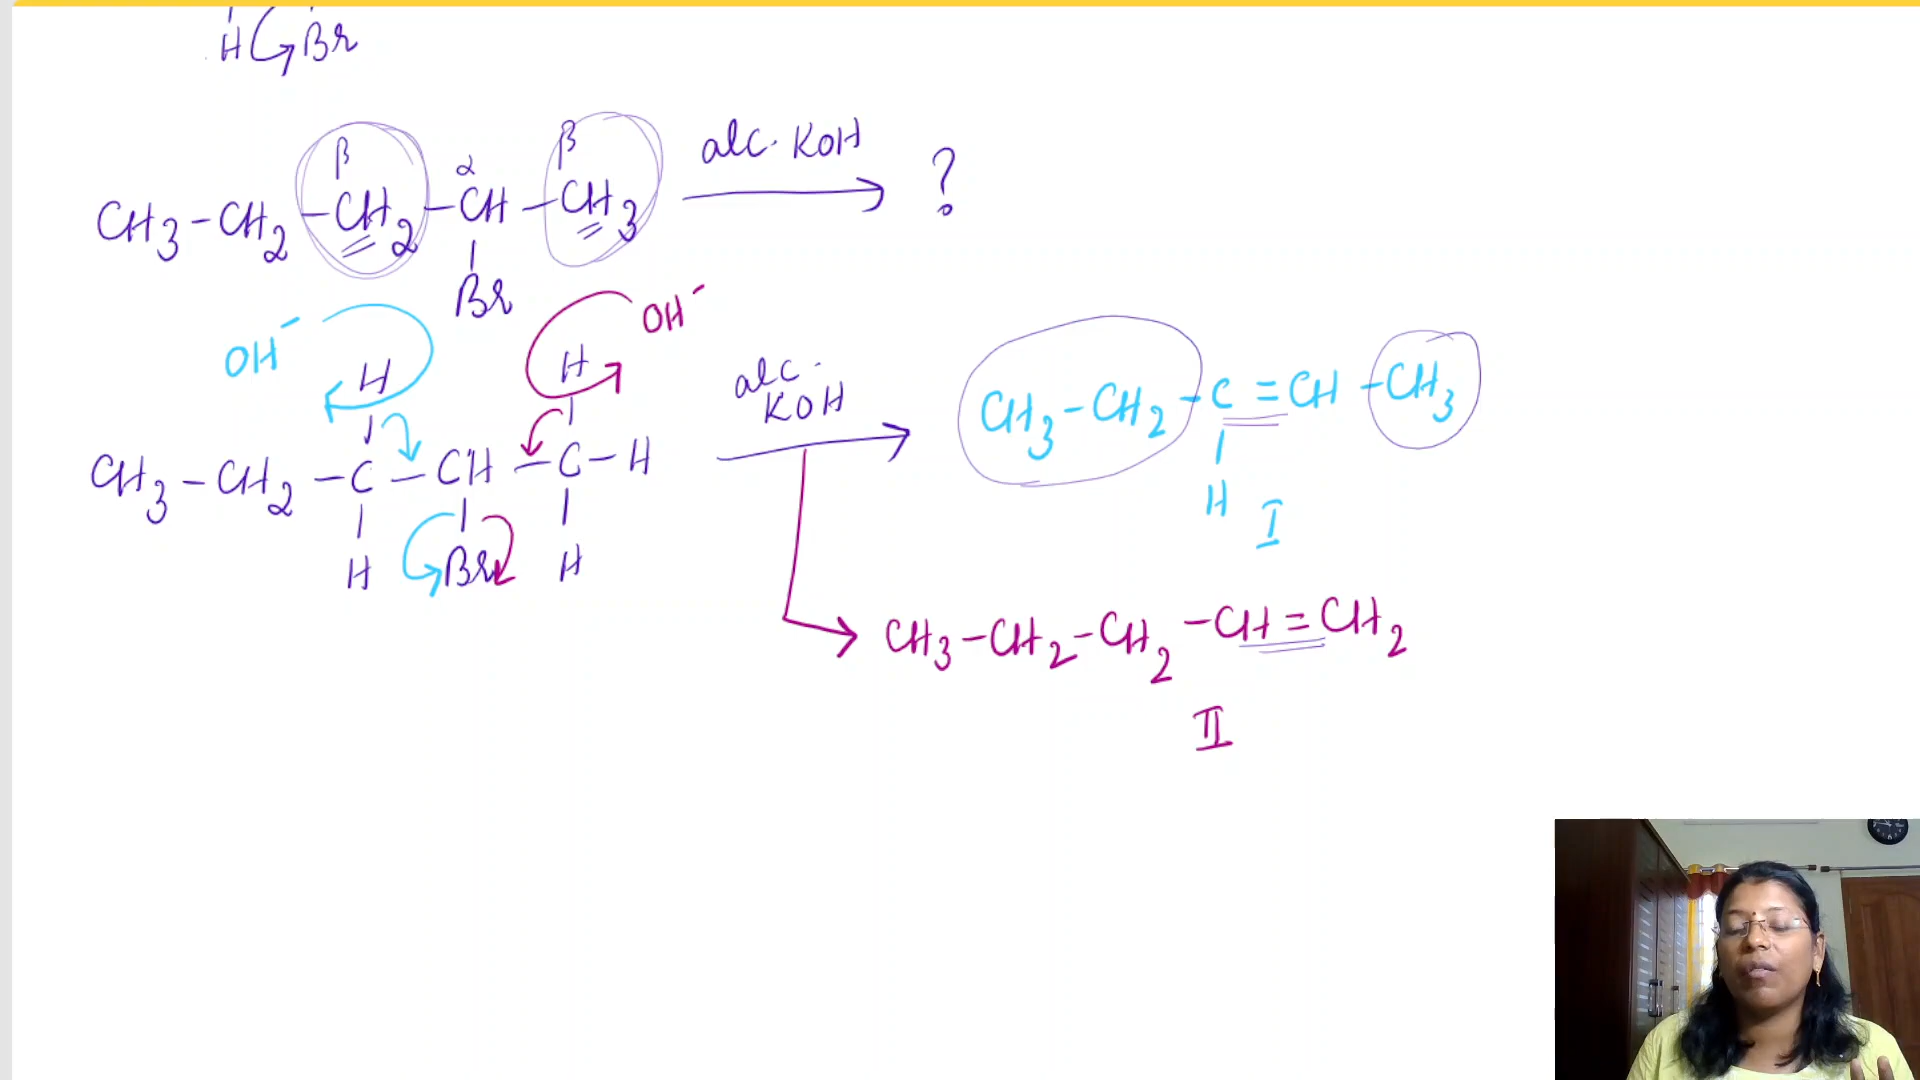 H Br
β α β
CH3-CH2-CH2-CH-CH3 alc. KOH ?
|
Br
OH- H H OH-
| |
CH3-CH2-C-CH-C-H
| | |
H Br H
alc. KOH
CH3-CH2-C=CH-CH3
|
H I
CH3-CH2-CH2-CH=CH2
II